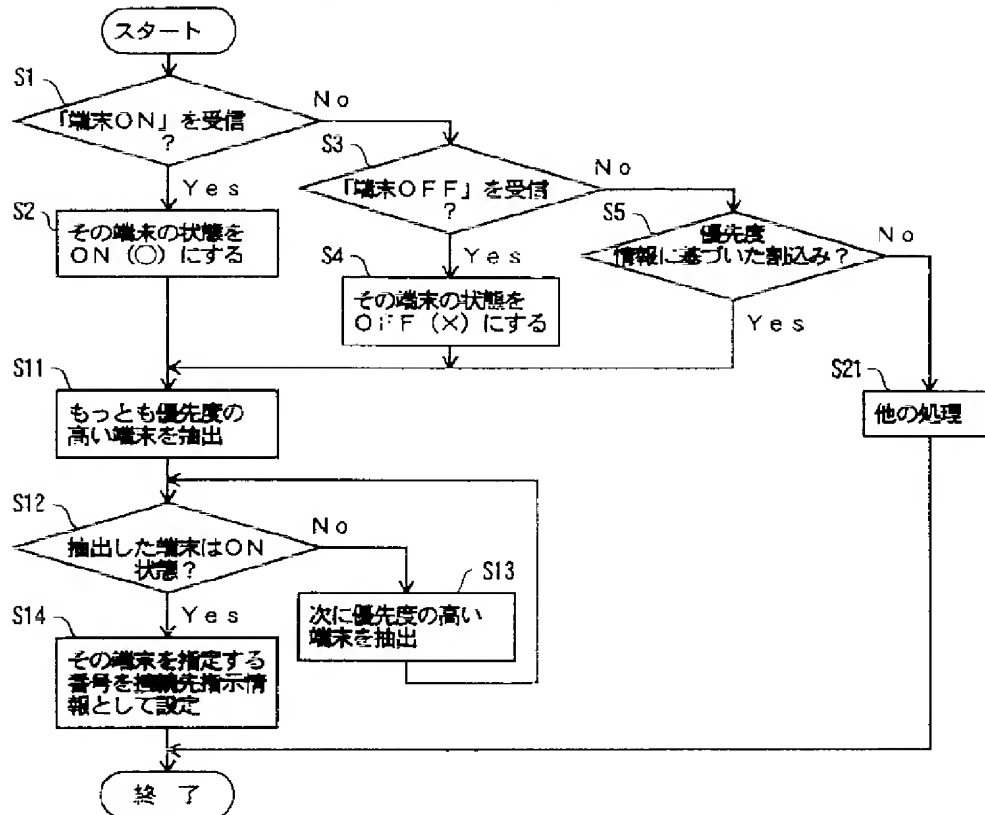 スタート
S1
「端末ON」を受信
?
No
Yes
S3
「端末OFF」を受信
?
No
Yes
S5
優先度
情報に基づいた割込み?
No
Yes
S2
その端末の状態を
ON(○)にする
S4
その端末の状態を
OFF(×)にする
S11
もっとも優先度の
高い端末を抽出
S21
他の処理
S12
抽出した端末はON
状態?
No
Yes
S13
次に優先度の高い
端末を抽出
S14
その端末を指定する
番号を接続先指示情
報として設定
終 了